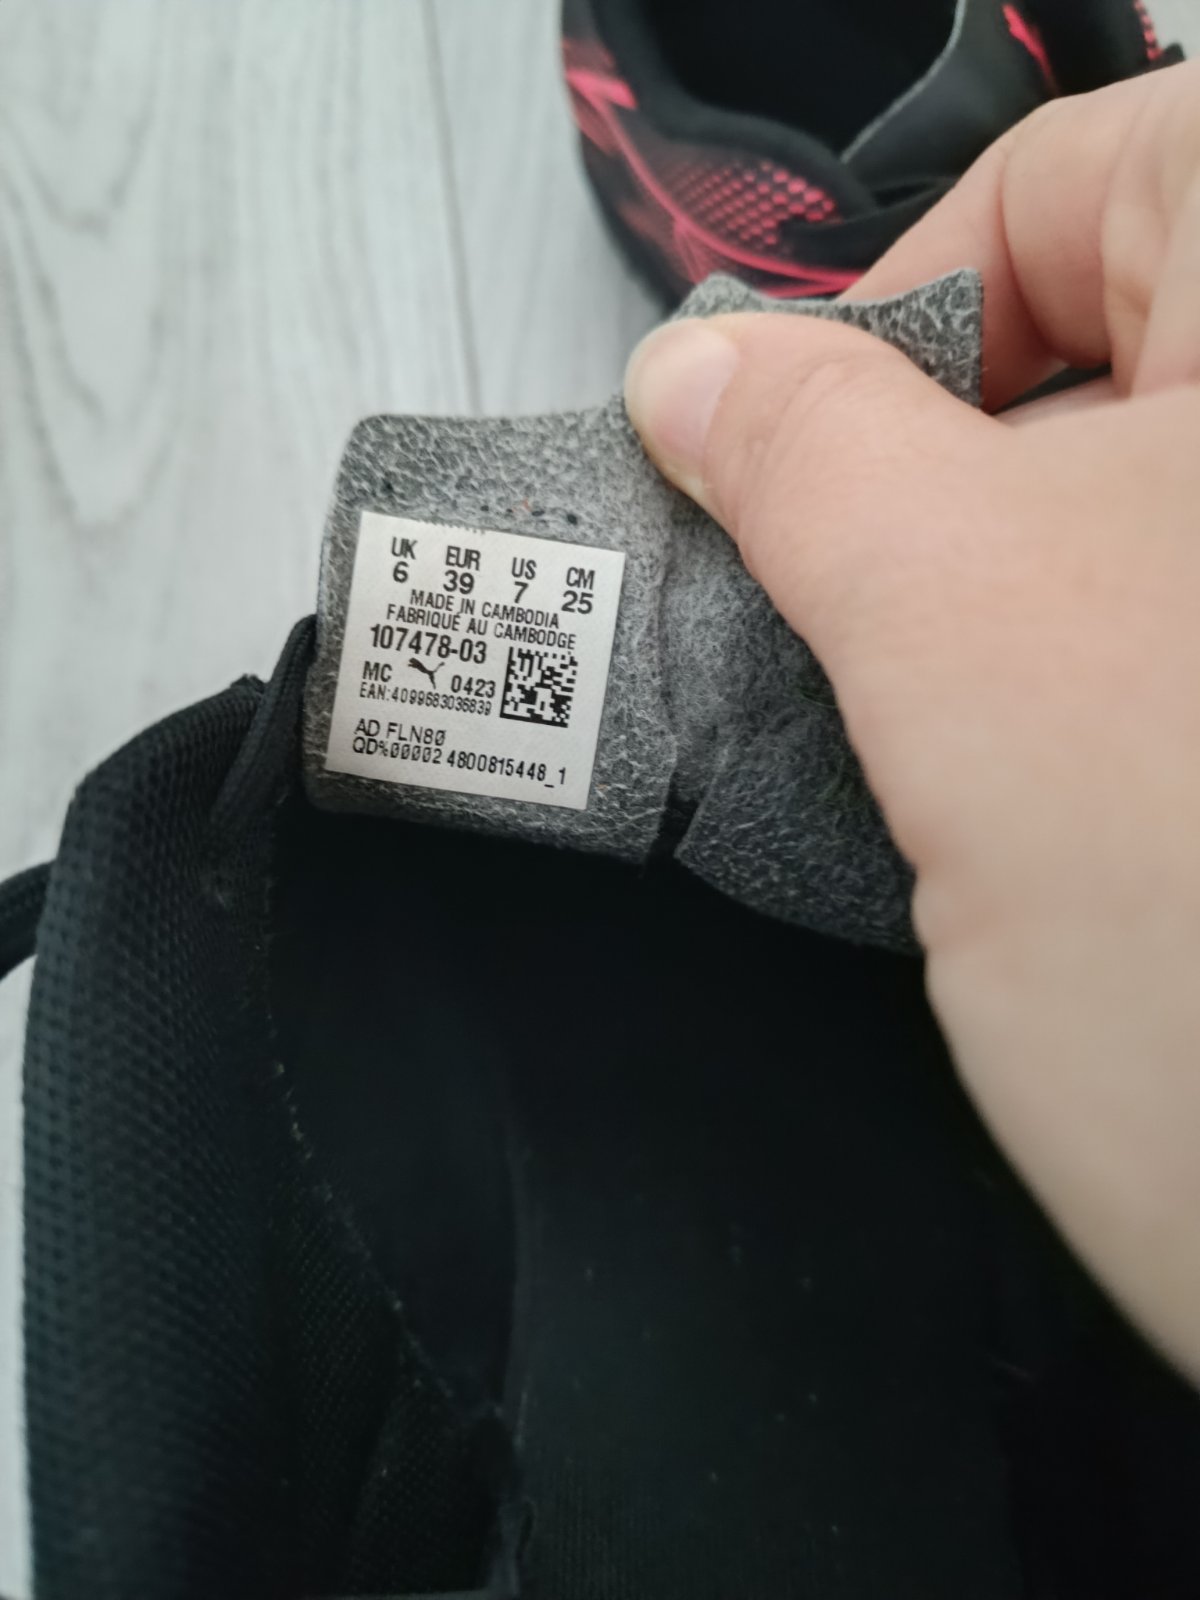 UK EUR US CM
6 39 7 25
MADE IN CAMBODIA
FABRIQUÉ AU CAMBODGE
107478-03
MC 0423
EAN:4099683036839
AD FLN80
QD%00002 4800815448_1